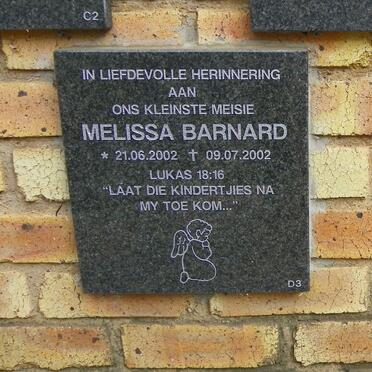 C2
IN LIEFDEVOLLE HERINNERING
AAN
ONS KLEINSTE MEISIE
MELISSA BARNARD
* 21.06.2002 † 09.07.2002
LUKAS 18:16
"LAAT DIE KINDERTJIES NA
MY TOE KOM..."
D3